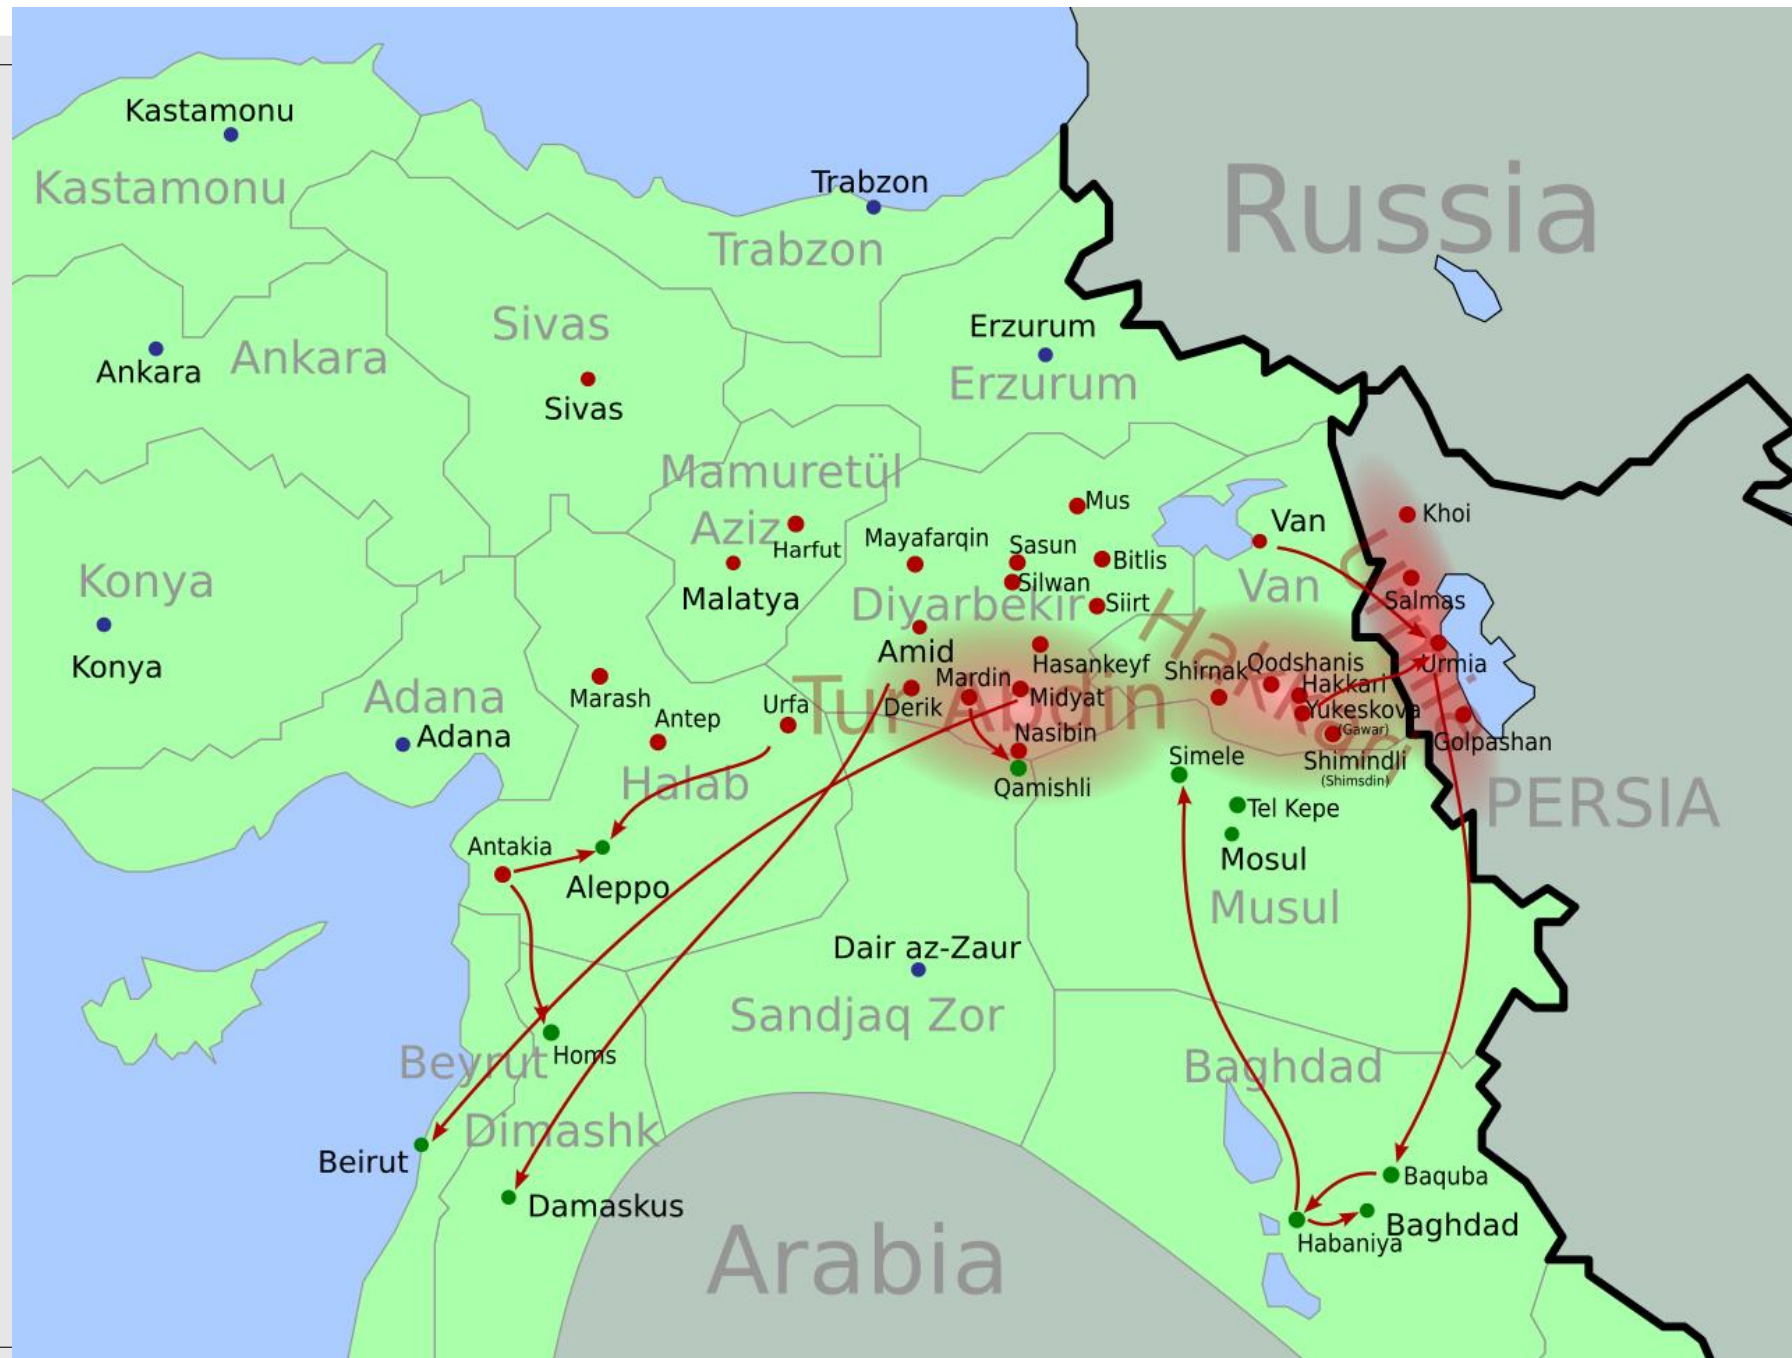 Kastamonu
Kastamonu
Trabzon
Trabzon
Russia
Sivas
Sivas
Ankara
Ankara
Erzurum
Erzurum
Mamuretül
Aziz
Harfut
Malatya
Mus
Mayafarqin
Sasun
Silwan
Bitlis
Siirt
Diyarbekir
Amid
Van
Van
Khoi
Salmas
Urmia
Urmia
Golpashan
Konya
Konya
Adana
Adana
Marash
Antep
Urfa
Halab
Tur Abdin
Derik
Mardin
Hasankeyf
Midyat
Nasibin
Qamishli
Hakkari
Shirnak
Qodshanis
Hakkari
Yukeskova
(Gawar)
Shimindli
(Shimsdin)
Simele
Tel Kepe
Mosul
Musul
PERSIA
Antakia
Aleppo
Dair az-Zaur
Sandjaq Zor
Homs
Beyrut
Beirut
Dimashk
Damaskus
Arabia
Baghdad
Baquba
Baghdad
Habaniya